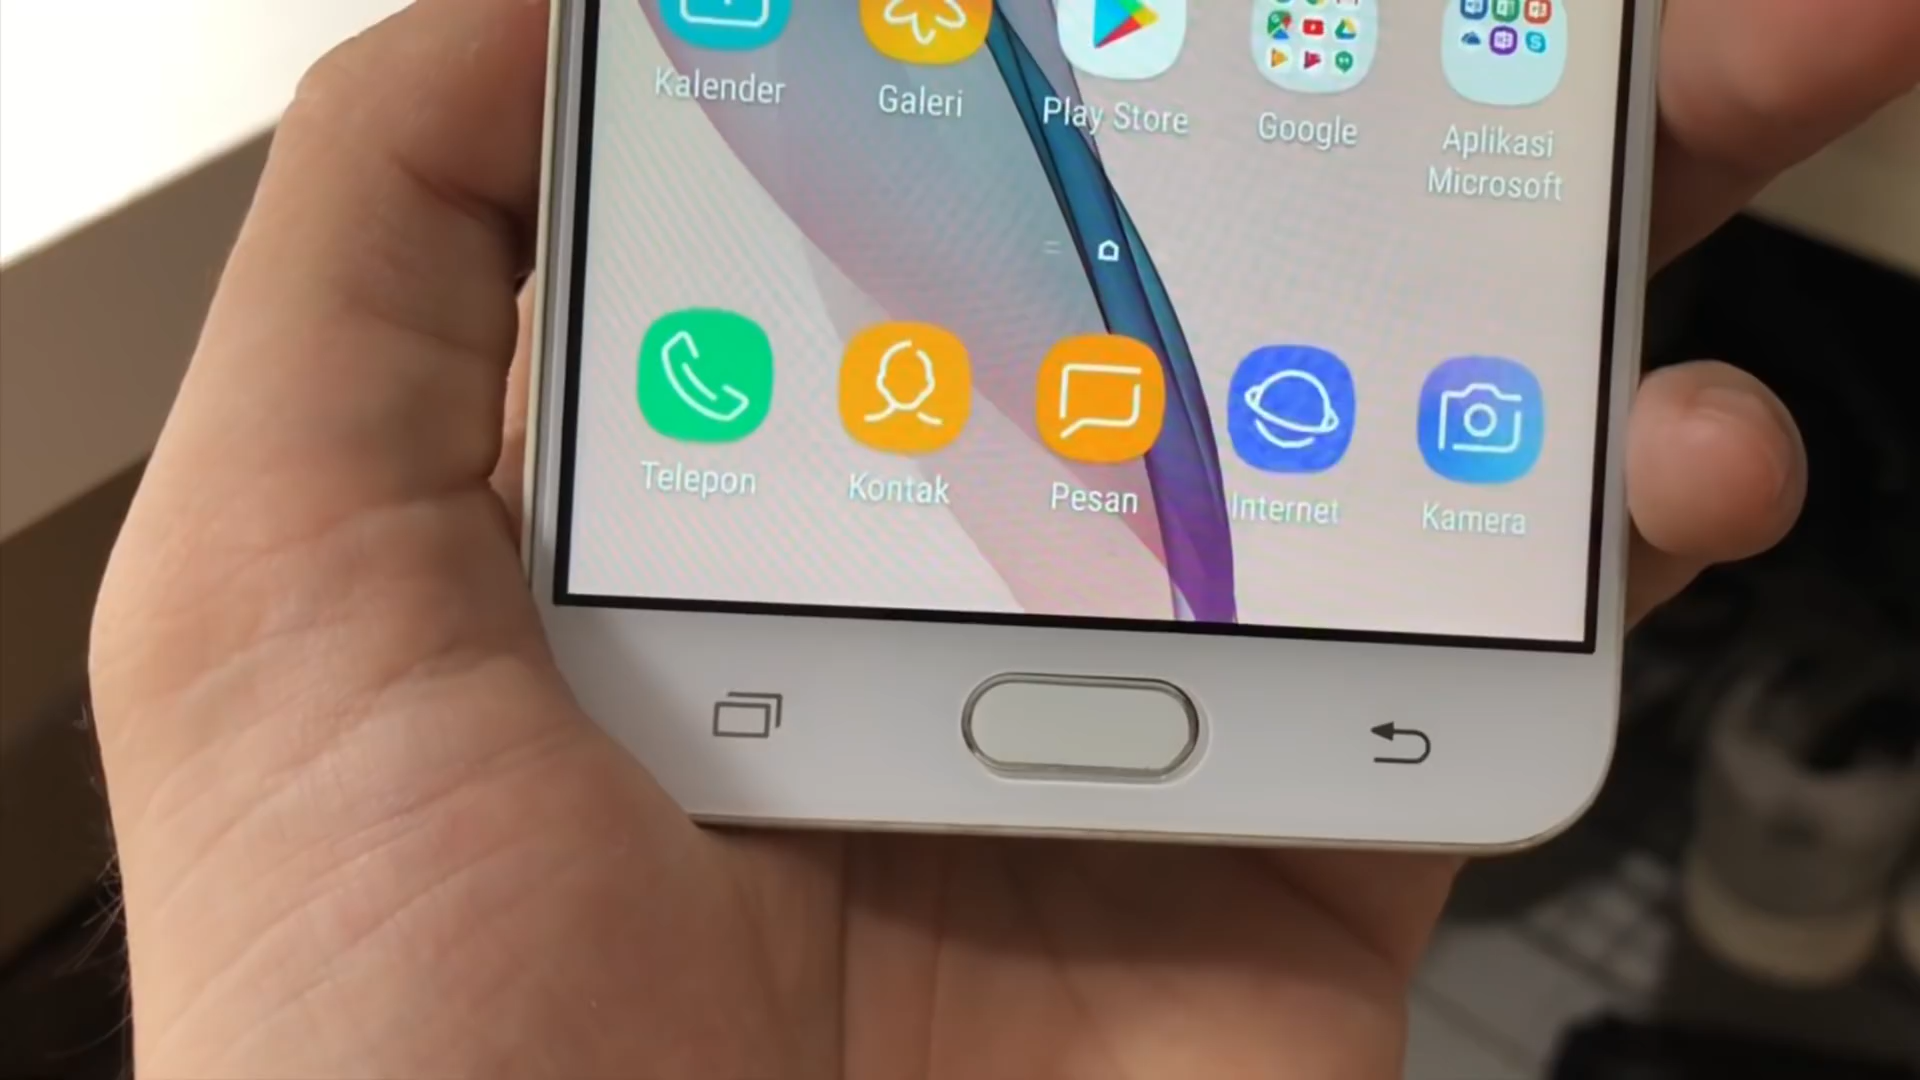 Kalender
Galeri
Play Store
Google
Aplikasi
Microsoft
Telepon
Kontak
Pesan
Internet
Kamera